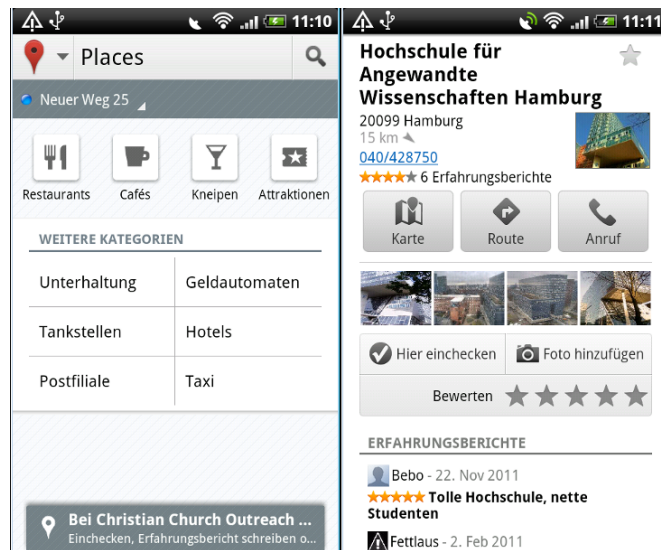 11:10
Places
Neuer Weg 25
Restaurants Cafés Kneipen Attraktionen
WEITERE KATEGORIEN
Unterhaltung Geldautomaten
Tankstellen Hotels
Postfiliale Taxi
Bei Christian Church Outreach ...
Einchecken, Erfahrungsbericht schreiben o...
11:11
Hochschule für
Angewandte
Wissenschaften Hamburg
20099 Hamburg
15 km
040/428750
6 Erfahrungsberichte
Karte Route Anruf
Hier einchecken Foto hinzufügen
Bewerten
ERFAHRUNGSBERICHTE
Bebo - 22. Nov 2011
Tolle Hochschule, nette
Studenten
Fettlaus - 2. Feb 2011